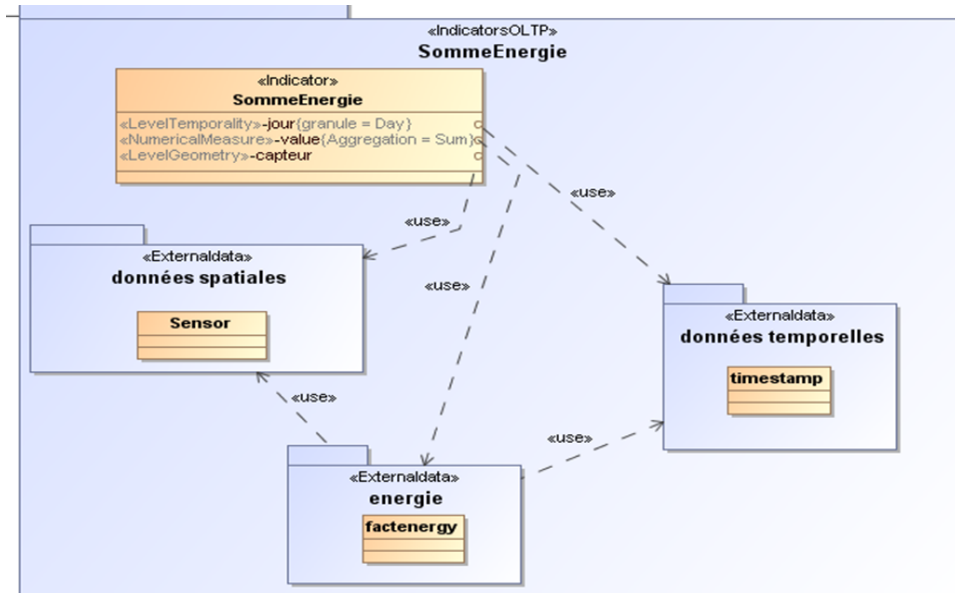 «IndicatorsOLTP»
SommeEnergie
«Indicator»
SommeEnergie
«LevelTemporality»-jour{granule = Day}
«NumericalMeasure»-value{Aggregation = Sum}
«LevelGeometry»-capteur
«use»
«use»
«use»
«Externaldata»
données spatiales
Sensor
«Externaldata»
données temporelles
timestamp
«use»
«use»
«Externaldata»
energie
factenergy